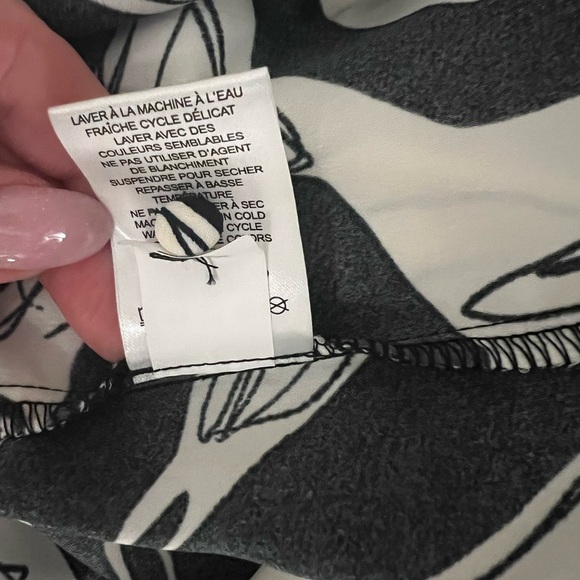 LAVER À LA MACHINE À L'EAU
FRAÎCHE CYCLE DÉLICAT
LAVER AVEC DES
COULEURS SEMBLABLES
NE PAS UTILISER D'AGENT
DE BLANCHIMENT
SUSPENDRE POUR SECHER
REPASSER À BASSE
TEMPÉRATURE
NE À SEC
COLD
CYCLE
COLORS